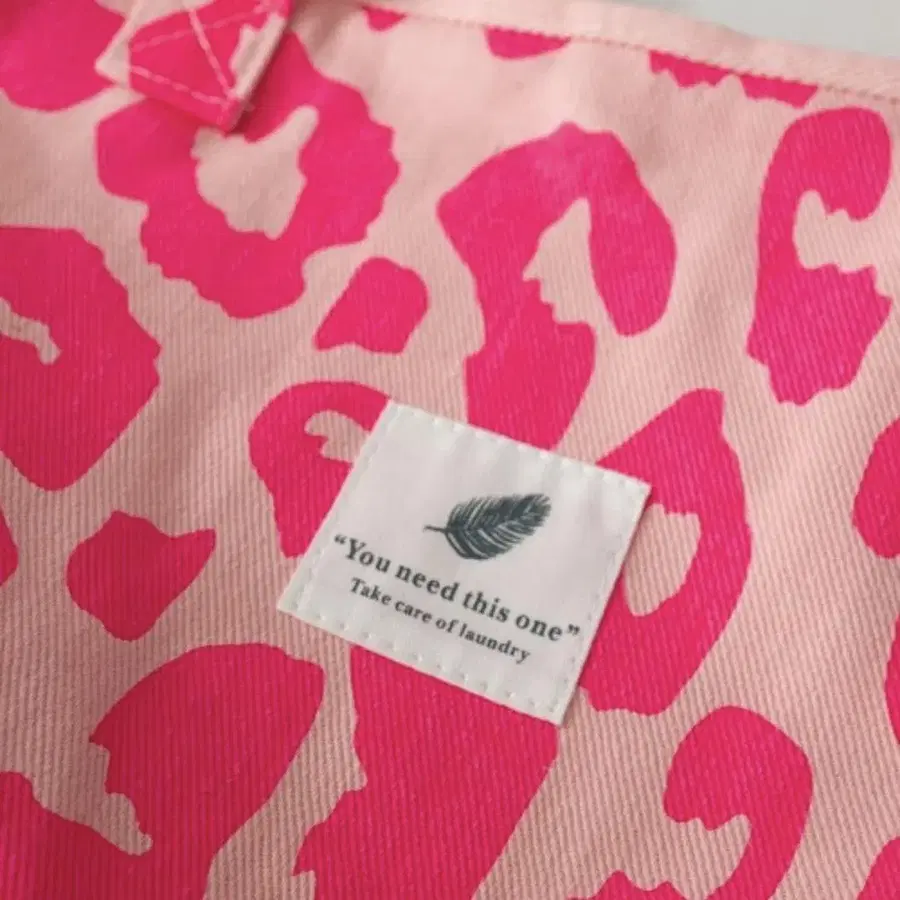 “You need this one”
Take care of laundry